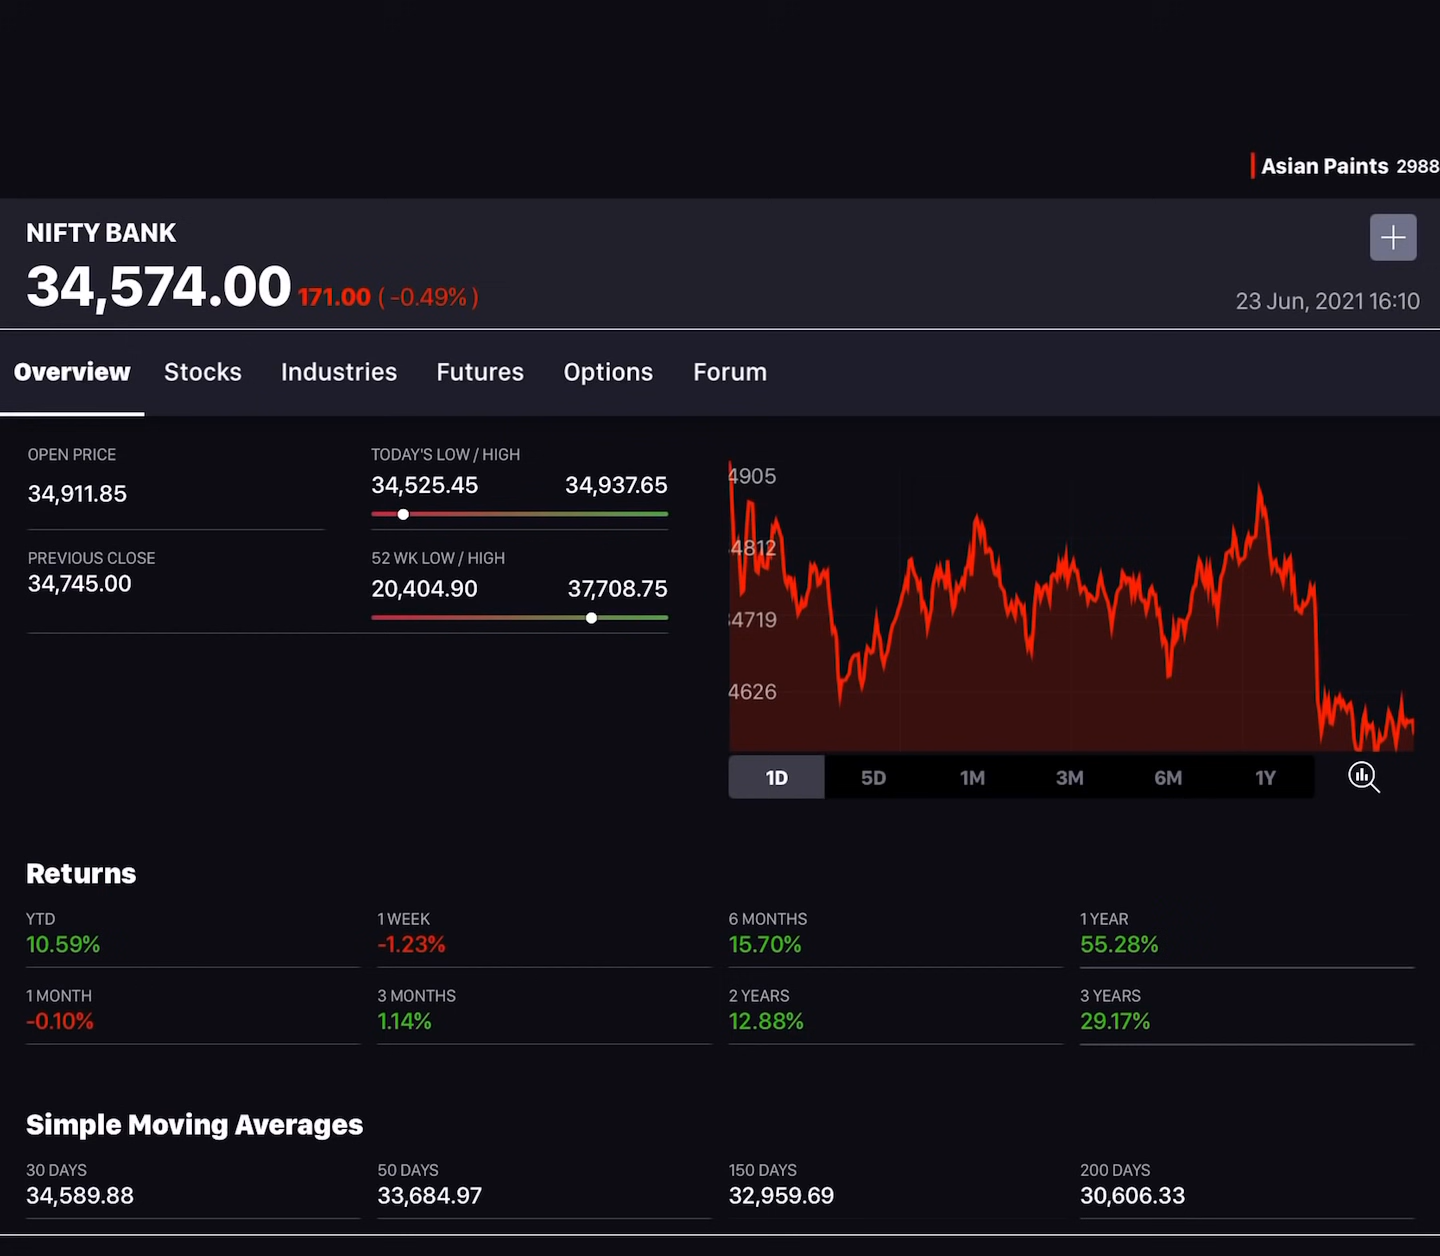 Asian Paints 2988
NIFTY BANK
34,574.00 171.00 ( -0.49% )
23 Jun, 2021 16:10
Overview Stocks Industries Futures Options Forum
OPEN PRICE
34,911.85
TODAY'S LOW / HIGH
34,525.45 34,937.65
PREVIOUS CLOSE
34,745.00
52 WK LOW / HIGH
20,404.90 37,708.75
4905
4812
34719
4626
1D 5D 1M 3M 6M 1Y
Returns
YTD 1 WEEK 6 MONTHS 1 YEAR
10.59% -1.23% 15.70% 55.28%
1 MONTH 3 MONTHS 2 YEARS 3 YEARS
-0.10% 1.14% 12.88% 29.17%
Simple Moving Averages
30 DAYS 50 DAYS 150 DAYS 200 DAYS
34,589.88 33,684.97 32,959.69 30,606.33